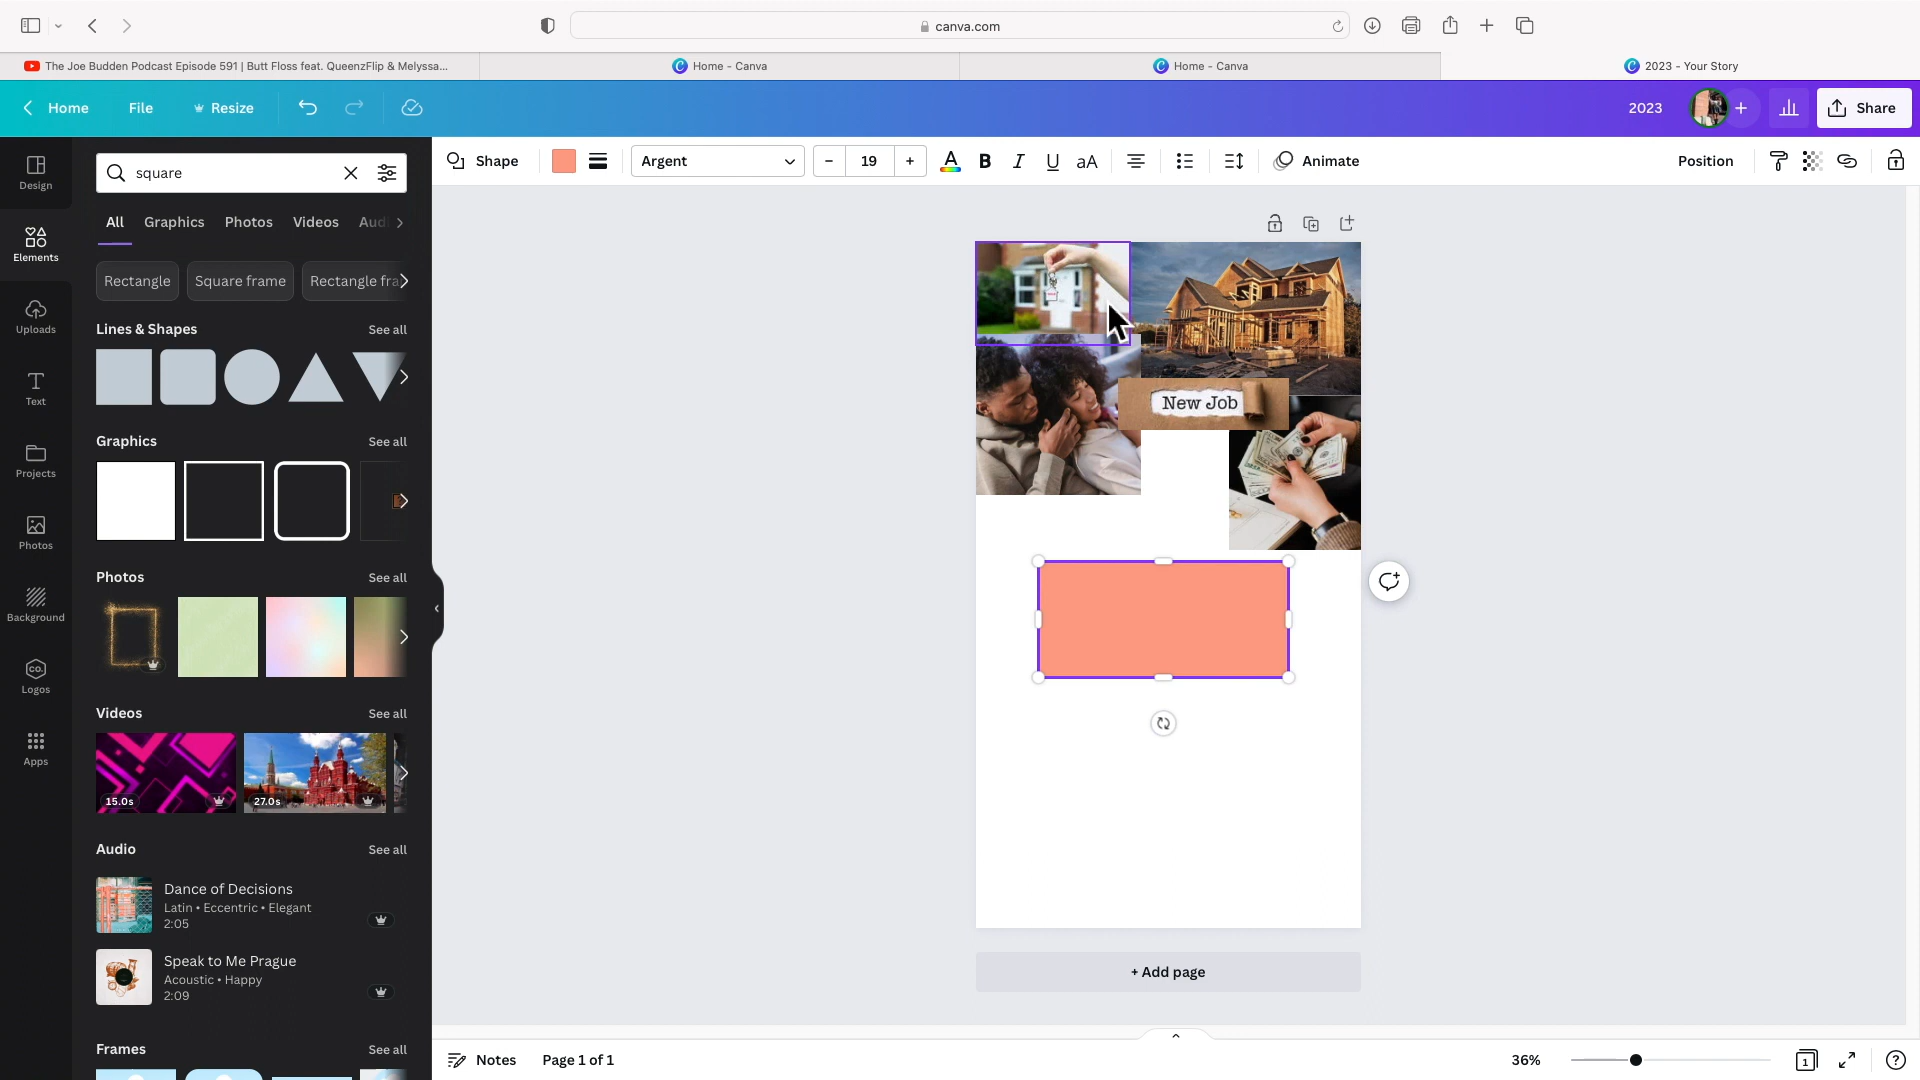 canva.com
The Joe Budden Podcast Episode 591 | Butt Floss feat. QueenzFlip & Melyssa...
Home - Canva
Home - Canva
2023 - Your Story
Home
File
Resize
2023
Share
Design
Elements
Uploads
Text
Projects
Photos
Background
CO.
Logos
Apps
square
All
Graphics
Photos
Videos
Rectangle
Square frame
Rectangle fra
Lines & Shapes
See all
Graphics
See all
Photos
See all
Videos
See all
15.0s
27.0s
Audio
See all
Dance of Decisions
Latin • Eccentric • Elegant
2:05
Speak to Me Prague
Acoustic • Happy
2:09
Frames
See all
Shape
Argent
19
A
B
I
U
aA
Animate
Position
New Job
+ Add page
Notes
Page 1 of 1
36%
1